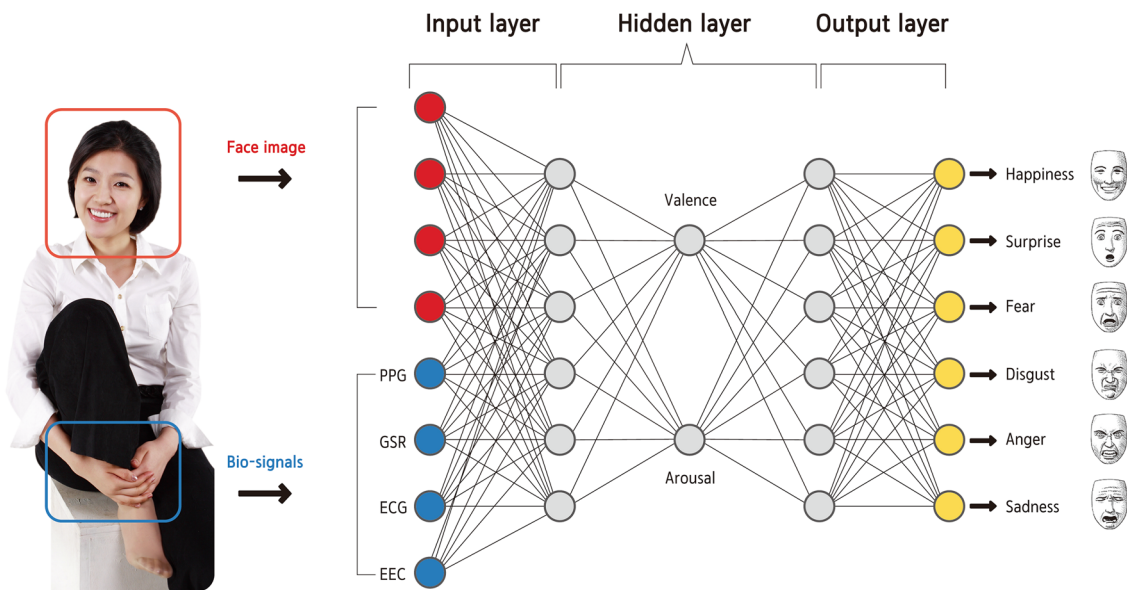 Input layer
Hidden layer
Output layer
Face image
Bio-signals
PPG
GSR
ECG
EEC
Valence
Arousal
Happiness
Surprise
Fear
Disgust
Anger
Sadness